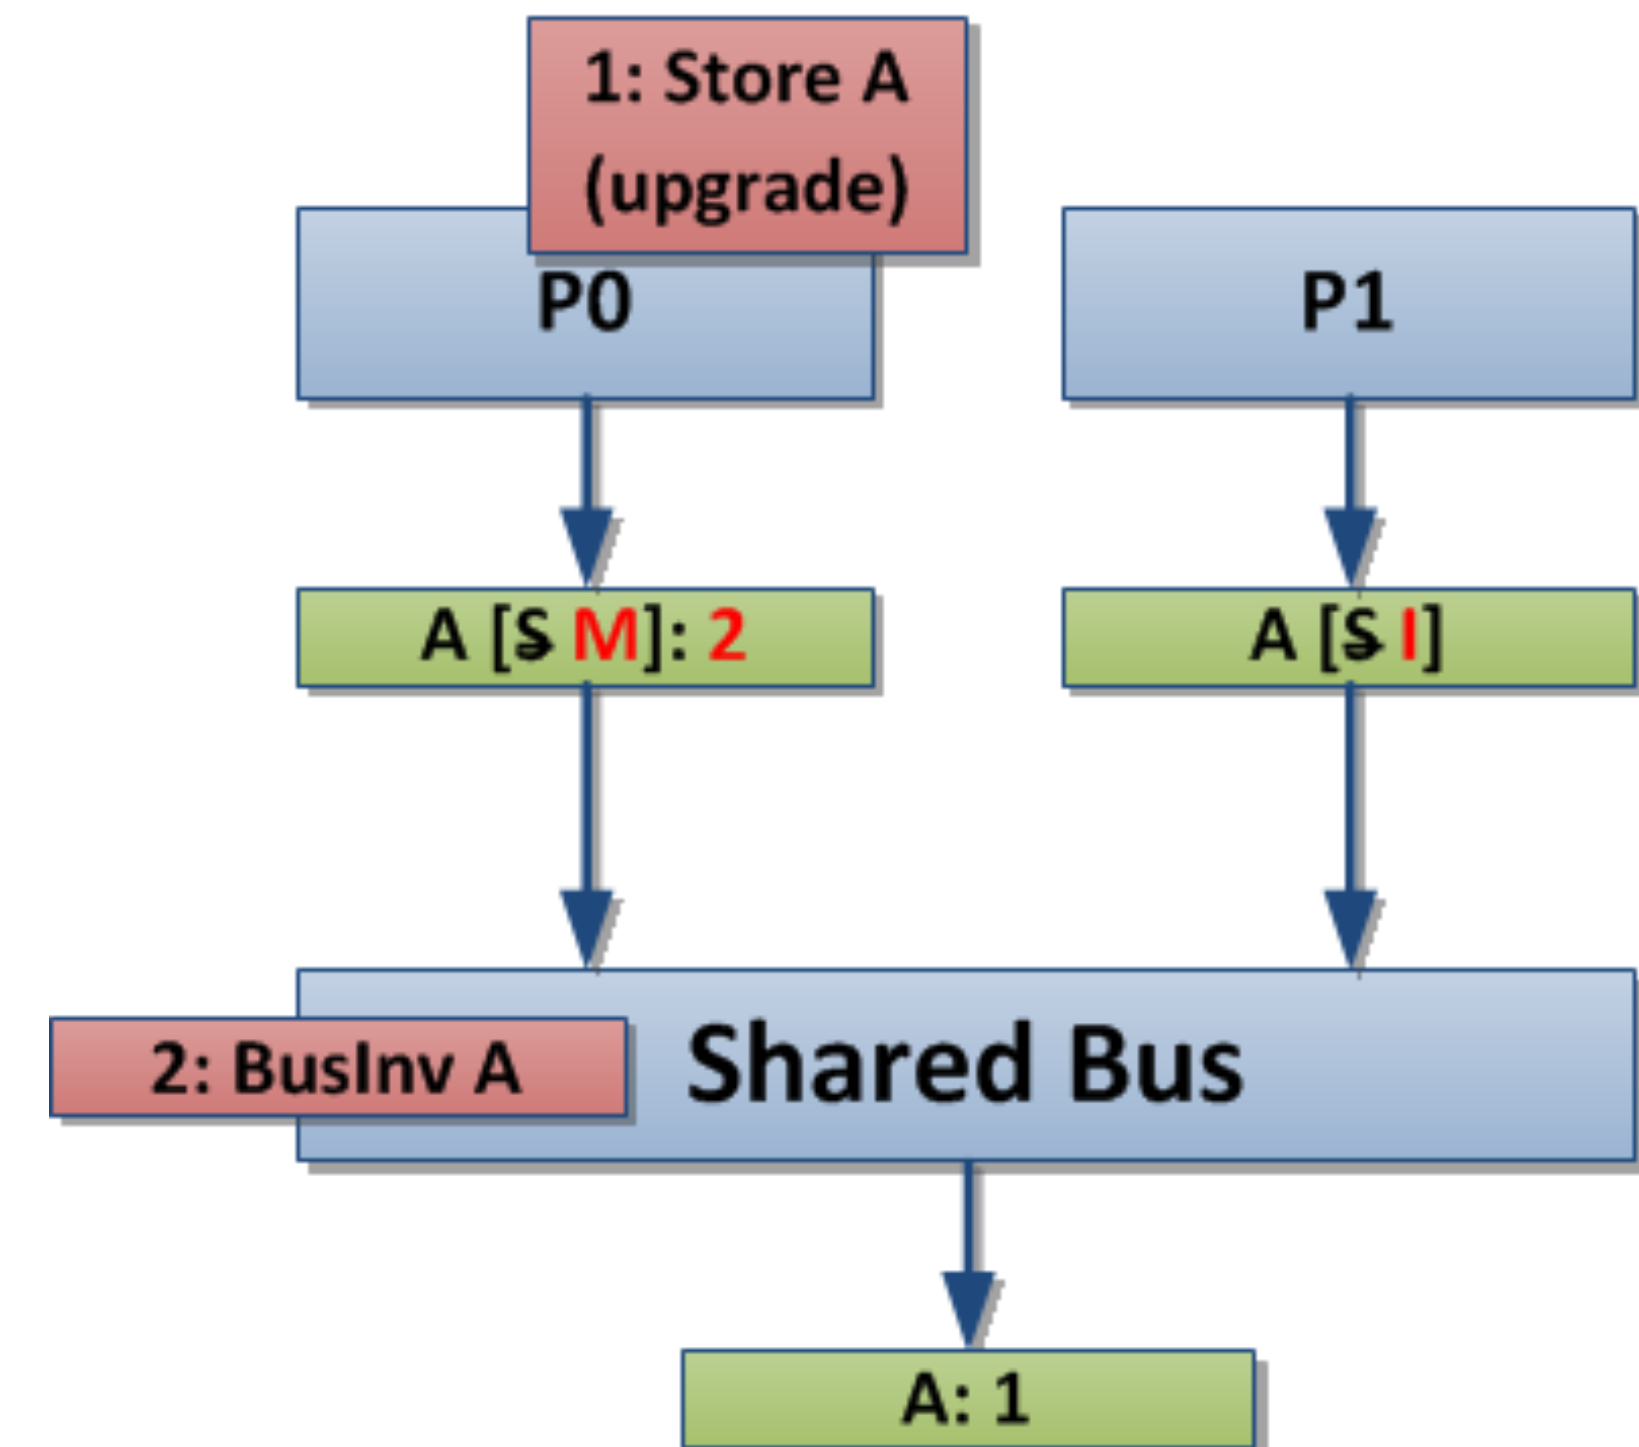 1: Store A
(upgrade)
P0
P1
A [S M]: 2
A [S I]
2: BusInv A
Shared Bus
A: 1